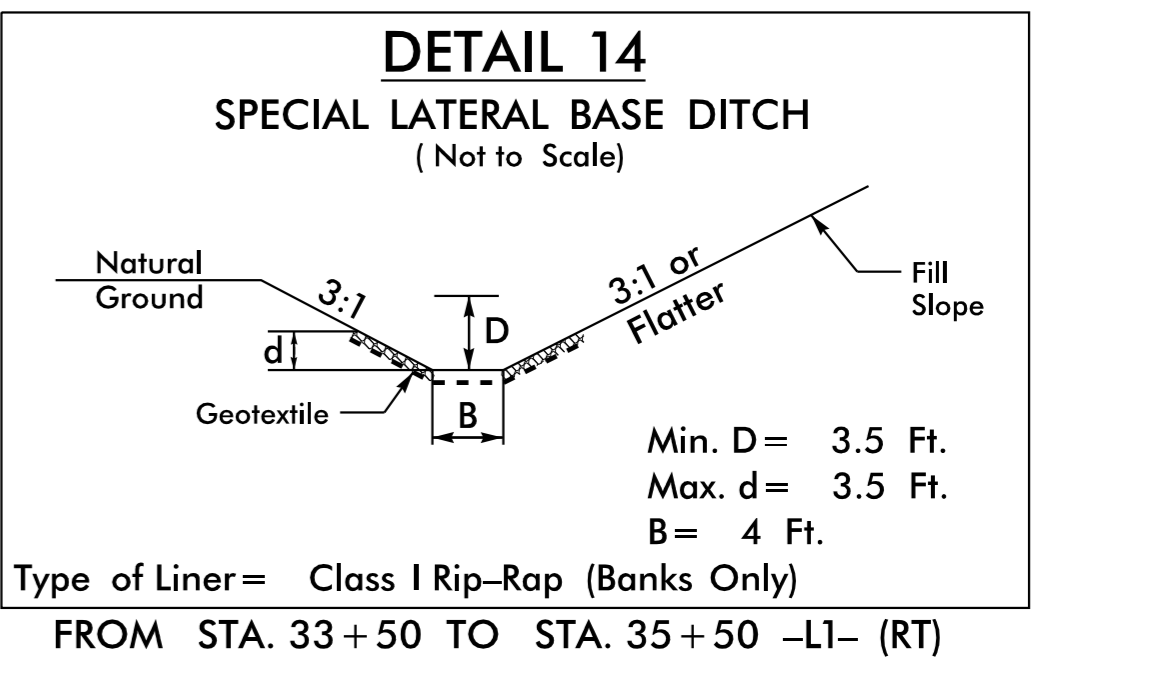 DETAIL 14
SPECIAL LATERAL BASE DITCH
( Not to Scale)
Natural
Ground
3:1
D
3:1 or
Flatter
Fill
Slope
d
Geotextile
B
Min. D= 3.5 Ft.
Max. d= 3.5 Ft.
B= 4 Ft.
Type of Liner= Class I Rip-Rap (Banks Only)
FROM STA. 33+50 TO STA. 35+50 -L1- (RT)